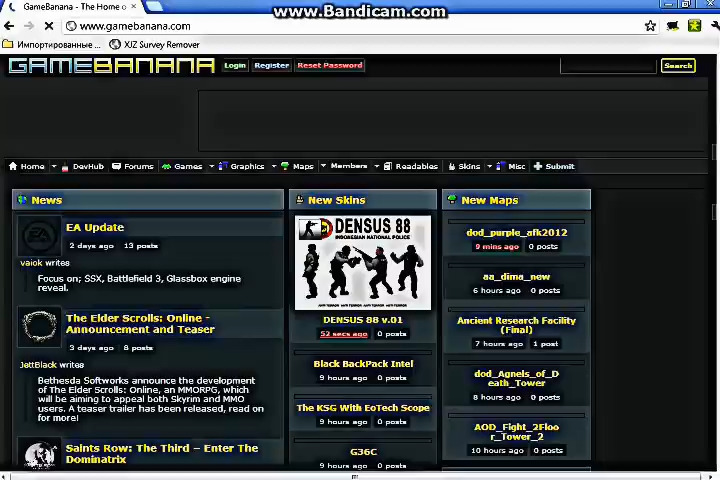 GameBanana - The Home o
www.Bandicam.com
www.gamebanana.com
Импортированные ...
XJZ Survey Remover
GAMEBANANA
Login
Register
Reset Password
Search
Home
DevHub
Forums
Games
Graphics
Maps
Members
Readables
Skins
Misc
Submit
News
EA Update
2 days ago 13 posts
vaiok writes
Focus on; SSX, Battlefield 3, Glassbox engine
reveal.
The Elder Scrolls: Online -
Announcement and Teaser
3 days ago 8 posts
JettBlack writes
Bethesda Softworks announce the development
of The Elder Scrolls: Online, an MMORPG, which
will be aiming to appeal both Skyrim and MMO
users. A teaser trailer has been released, read on
for more!
Saints Row: The Third – Enter The
Dominatrix
New Skins
DENSUS 88
INDONESIAN NATIONAL POLICE
DENSUS 88 v.01
52 secs ago 0 posts
Black BackPack Intel
9 hours ago 0 posts
The KSG With EoTech Scope
9 hours ago 0 posts
G36C
9 hours ago 0 posts
New Maps
dod_purple_afk2012
9 mins ago 0 posts
aa_dima_new
6 hours ago 0 posts
Ancient Research Facility
(Final)
7 hours ago 1 post
dod_Agnels_of_D
eath_Tower
8 hours ago 0 posts
AOD_Fight_2Floo
r_Tower_2
10 hours ago 0 posts